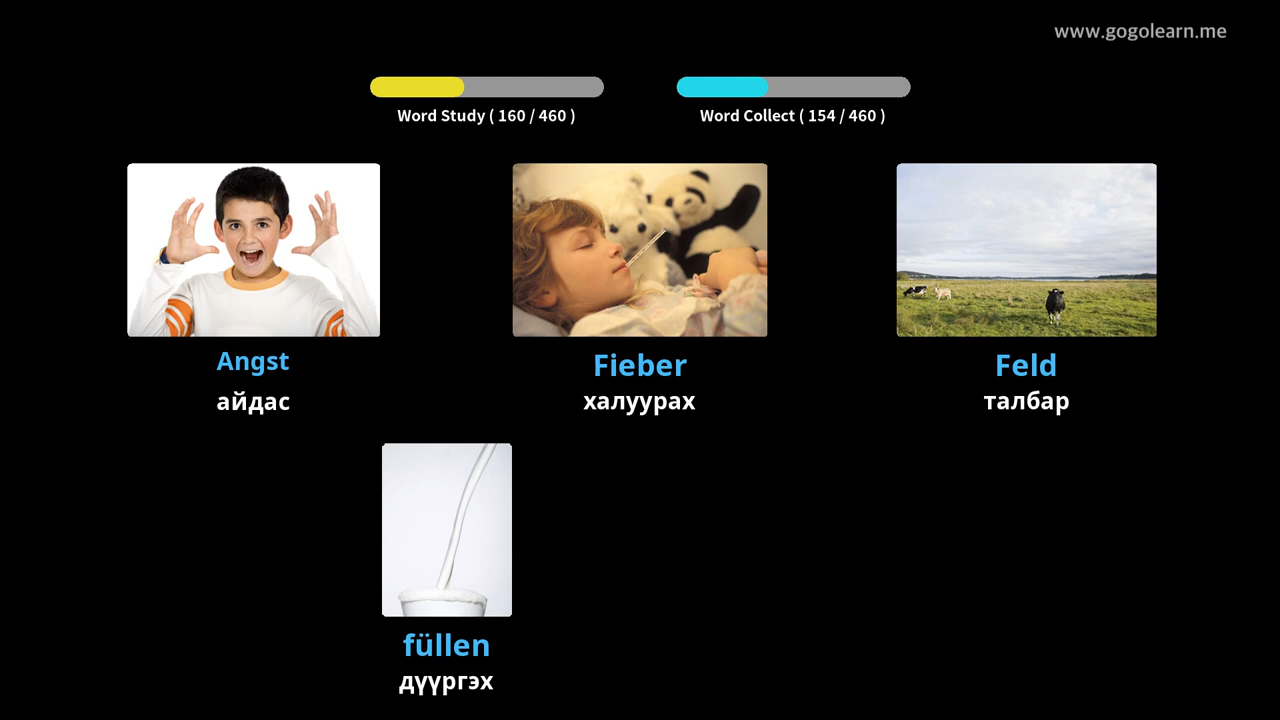 www.gogolearn.me
Word Study ( 160 / 460 )
Word Collect ( 154 / 460 )
Angst
айдас
Fieber
халуурах
Feld
талбар
füllen
дүүргэх